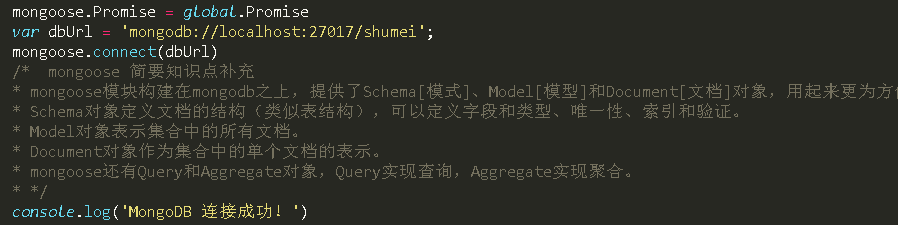 mongoose.Promise = global.Promise
var dbUrl = 'mongodb://localhost:27017/shumei';
mongoose.connect(dbUrl)
/*  mongoose 简要知识点补充
* mongoose模块构建在mongodb之上，提供了Schema[模式]、Model[模型]和Document[文档]对象，用起来更为方
* Schema对象定义文档的结构（类似表结构），可以定义字段和类型、唯一性、索引和验证。
* Model对象表示集合中的所有文档。
* Document对象作为集合中的单个文档的表示。
* mongoose还有Query和Aggregate对象，Query实现查询，Aggregate实现聚合。
* */
console.log('MongoDB 连接成功！')